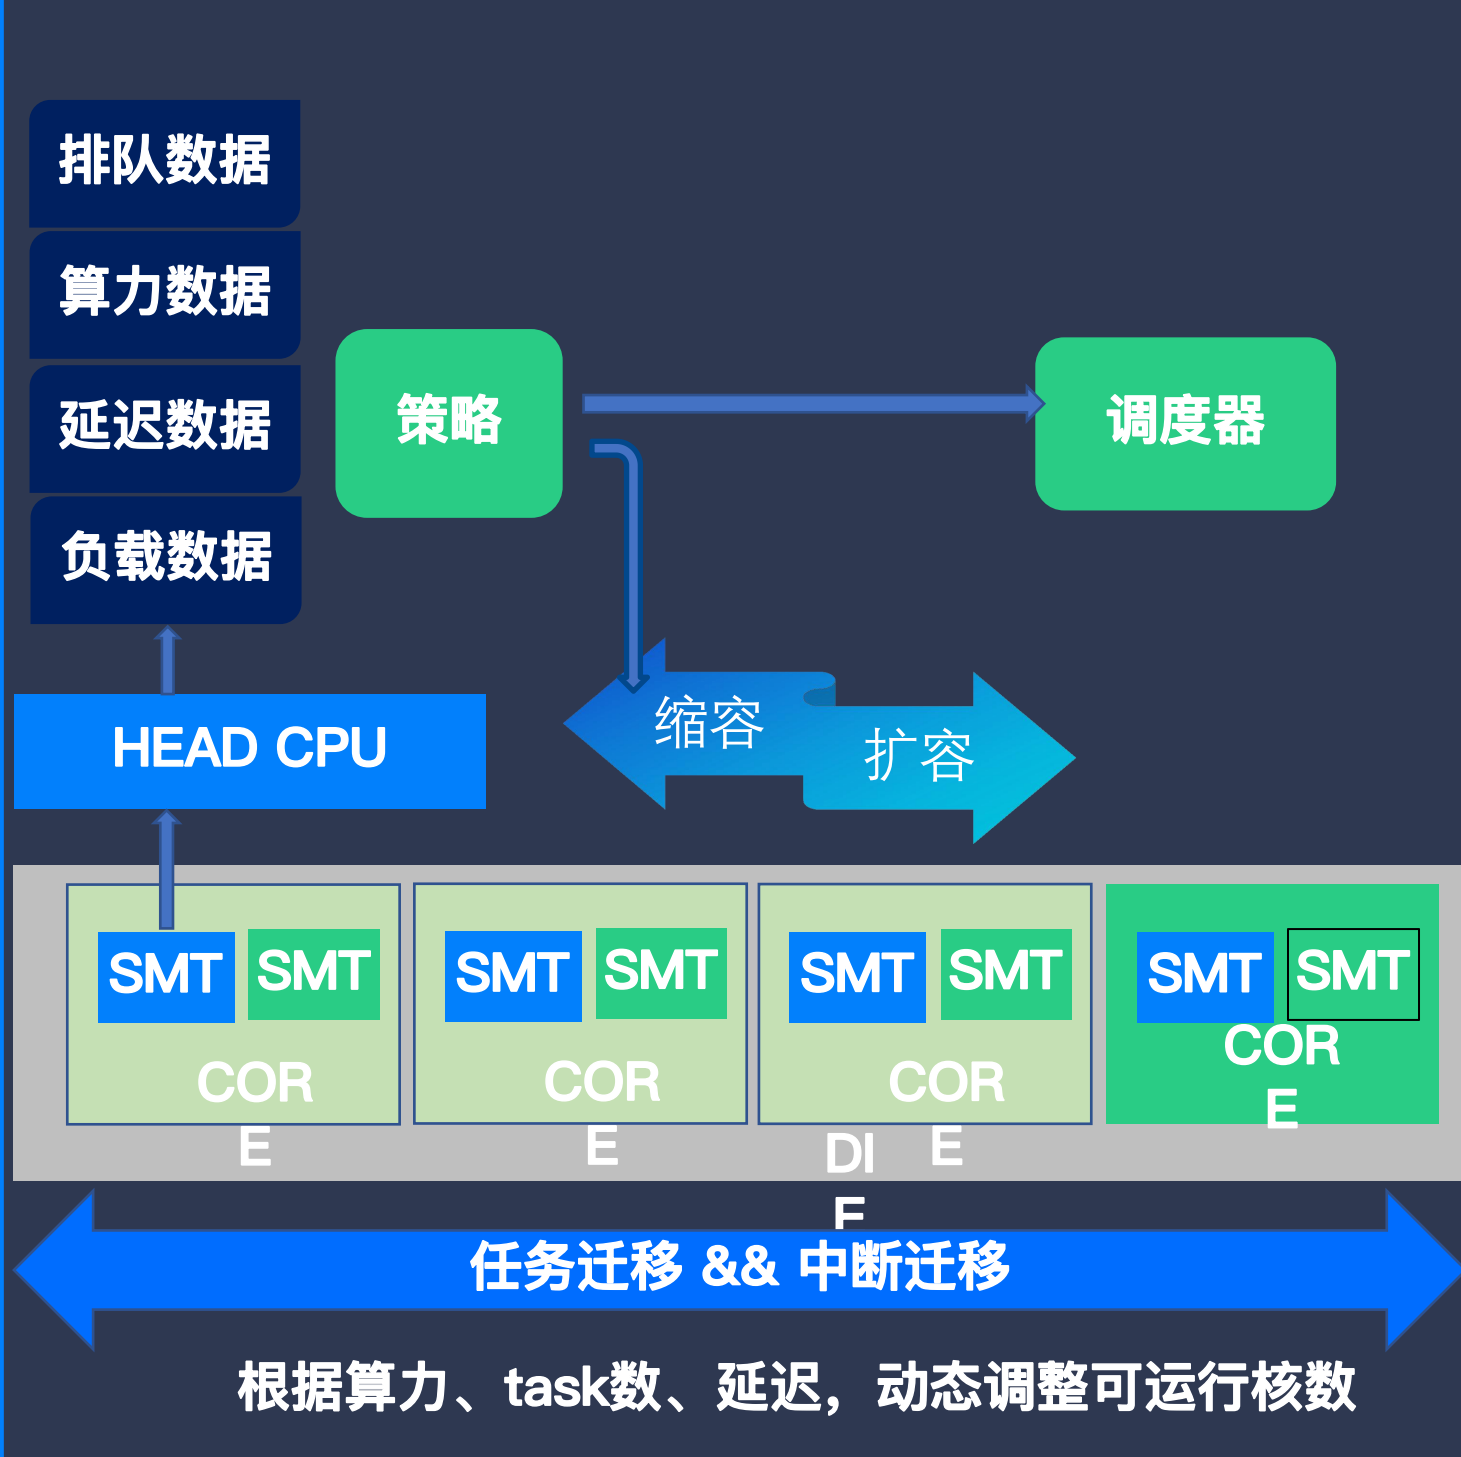 排队数据
算力数据
延迟数据
负载数据
策略
调度器
HEAD CPU
缩容
扩容
SMT
SMT
COR
E
SMT
SMT
COR
E
SMT
SMT
COR
E
SMT
SMT
COR
E
DI
E
任务迁移 && 中断迁移
根据算力、task数、延迟，动态调整可运行核数